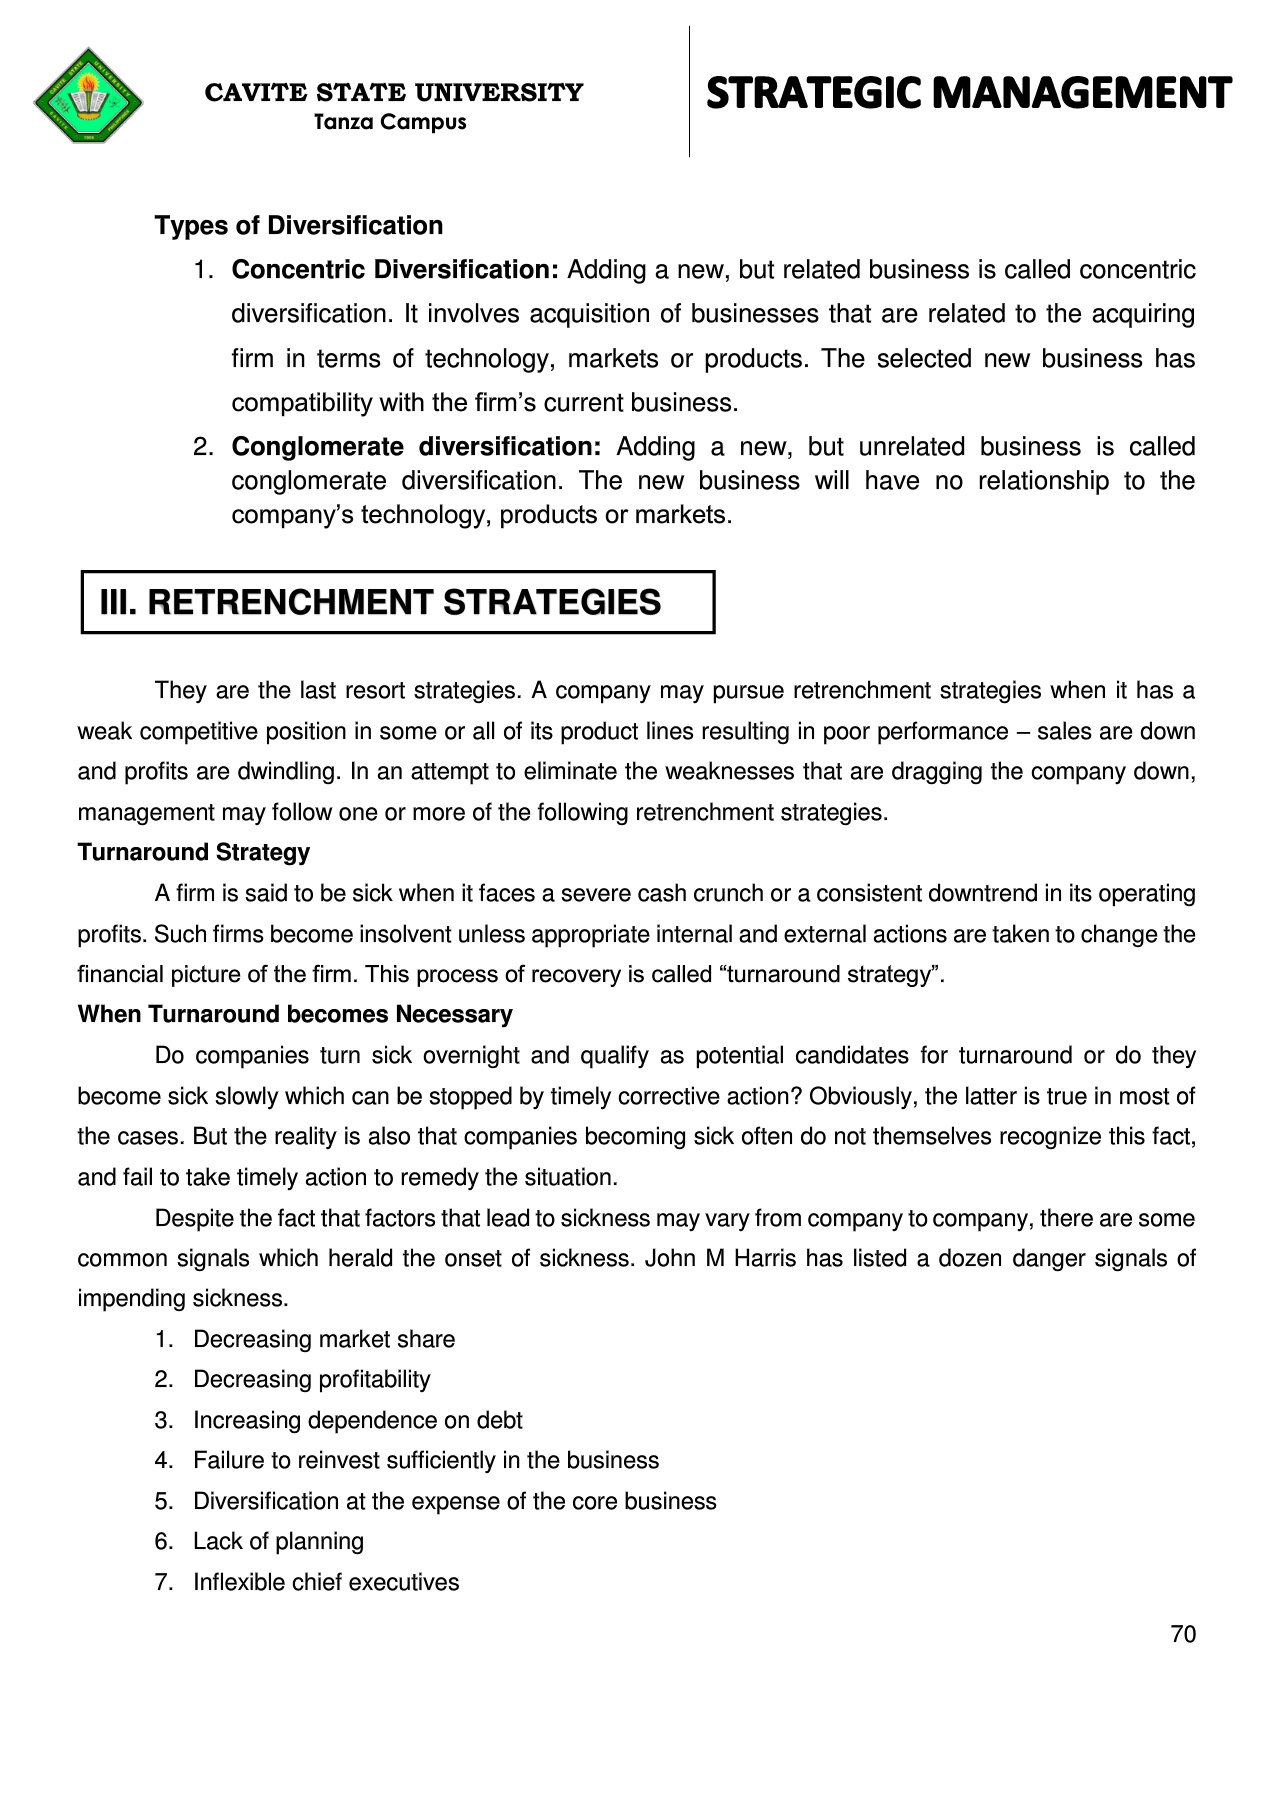 CAVITE STATE UNIVERSITY
Tanza Campus
STRATEGIC MANAGEMENT
Types of Diversification
1. Concentric Diversification: Adding a new, but related business is called concentric
diversification. It involves acquisition of businesses that are related to the acquiring
firm in terms of technology, markets or products. The selected new business has
compatibility with the firm’s current business.
2. Conglomerate diversification: Adding a new, but unrelated business is called
conglomerate diversification. The new business will have no relationship to the
company’s technology, products or markets.
III. RETRENCHMENT STRATEGIES
They are the last resort strategies. A company may pursue retrenchment strategies when it has a
weak competitive position in some or all of its product lines resulting in poor performance – sales are down
and profits are dwindling. In an attempt to eliminate the weaknesses that are dragging the company down,
management may follow one or more of the following retrenchment strategies.
Turnaround Strategy
A firm is said to be sick when it faces a severe cash crunch or a consistent downtrend in its operating
profits. Such firms become insolvent unless appropriate internal and external actions are taken to change the
financial picture of the firm. This process of recovery is called “turnaround strategy”.
When Turnaround becomes Necessary
Do companies turn sick overnight and qualify as potential candidates for turnaround or do they
become sick slowly which can be stopped by timely corrective action? Obviously, the latter is true in most of
the cases. But the reality is also that companies becoming sick often do not themselves recognize this fact,
and fail to take timely action to remedy the situation.
Despite the fact that factors that lead to sickness may vary from company to company, there are some
common signals which herald the onset of sickness. John M Harris has listed a dozen danger signals of
impending sickness.
1. Decreasing market share
2. Decreasing profitability
3. Increasing dependence on debt
4. Failure to reinvest sufficiently in the business
5. Diversification at the expense of the core business
6. Lack of planning
7. Inflexible chief executives
70